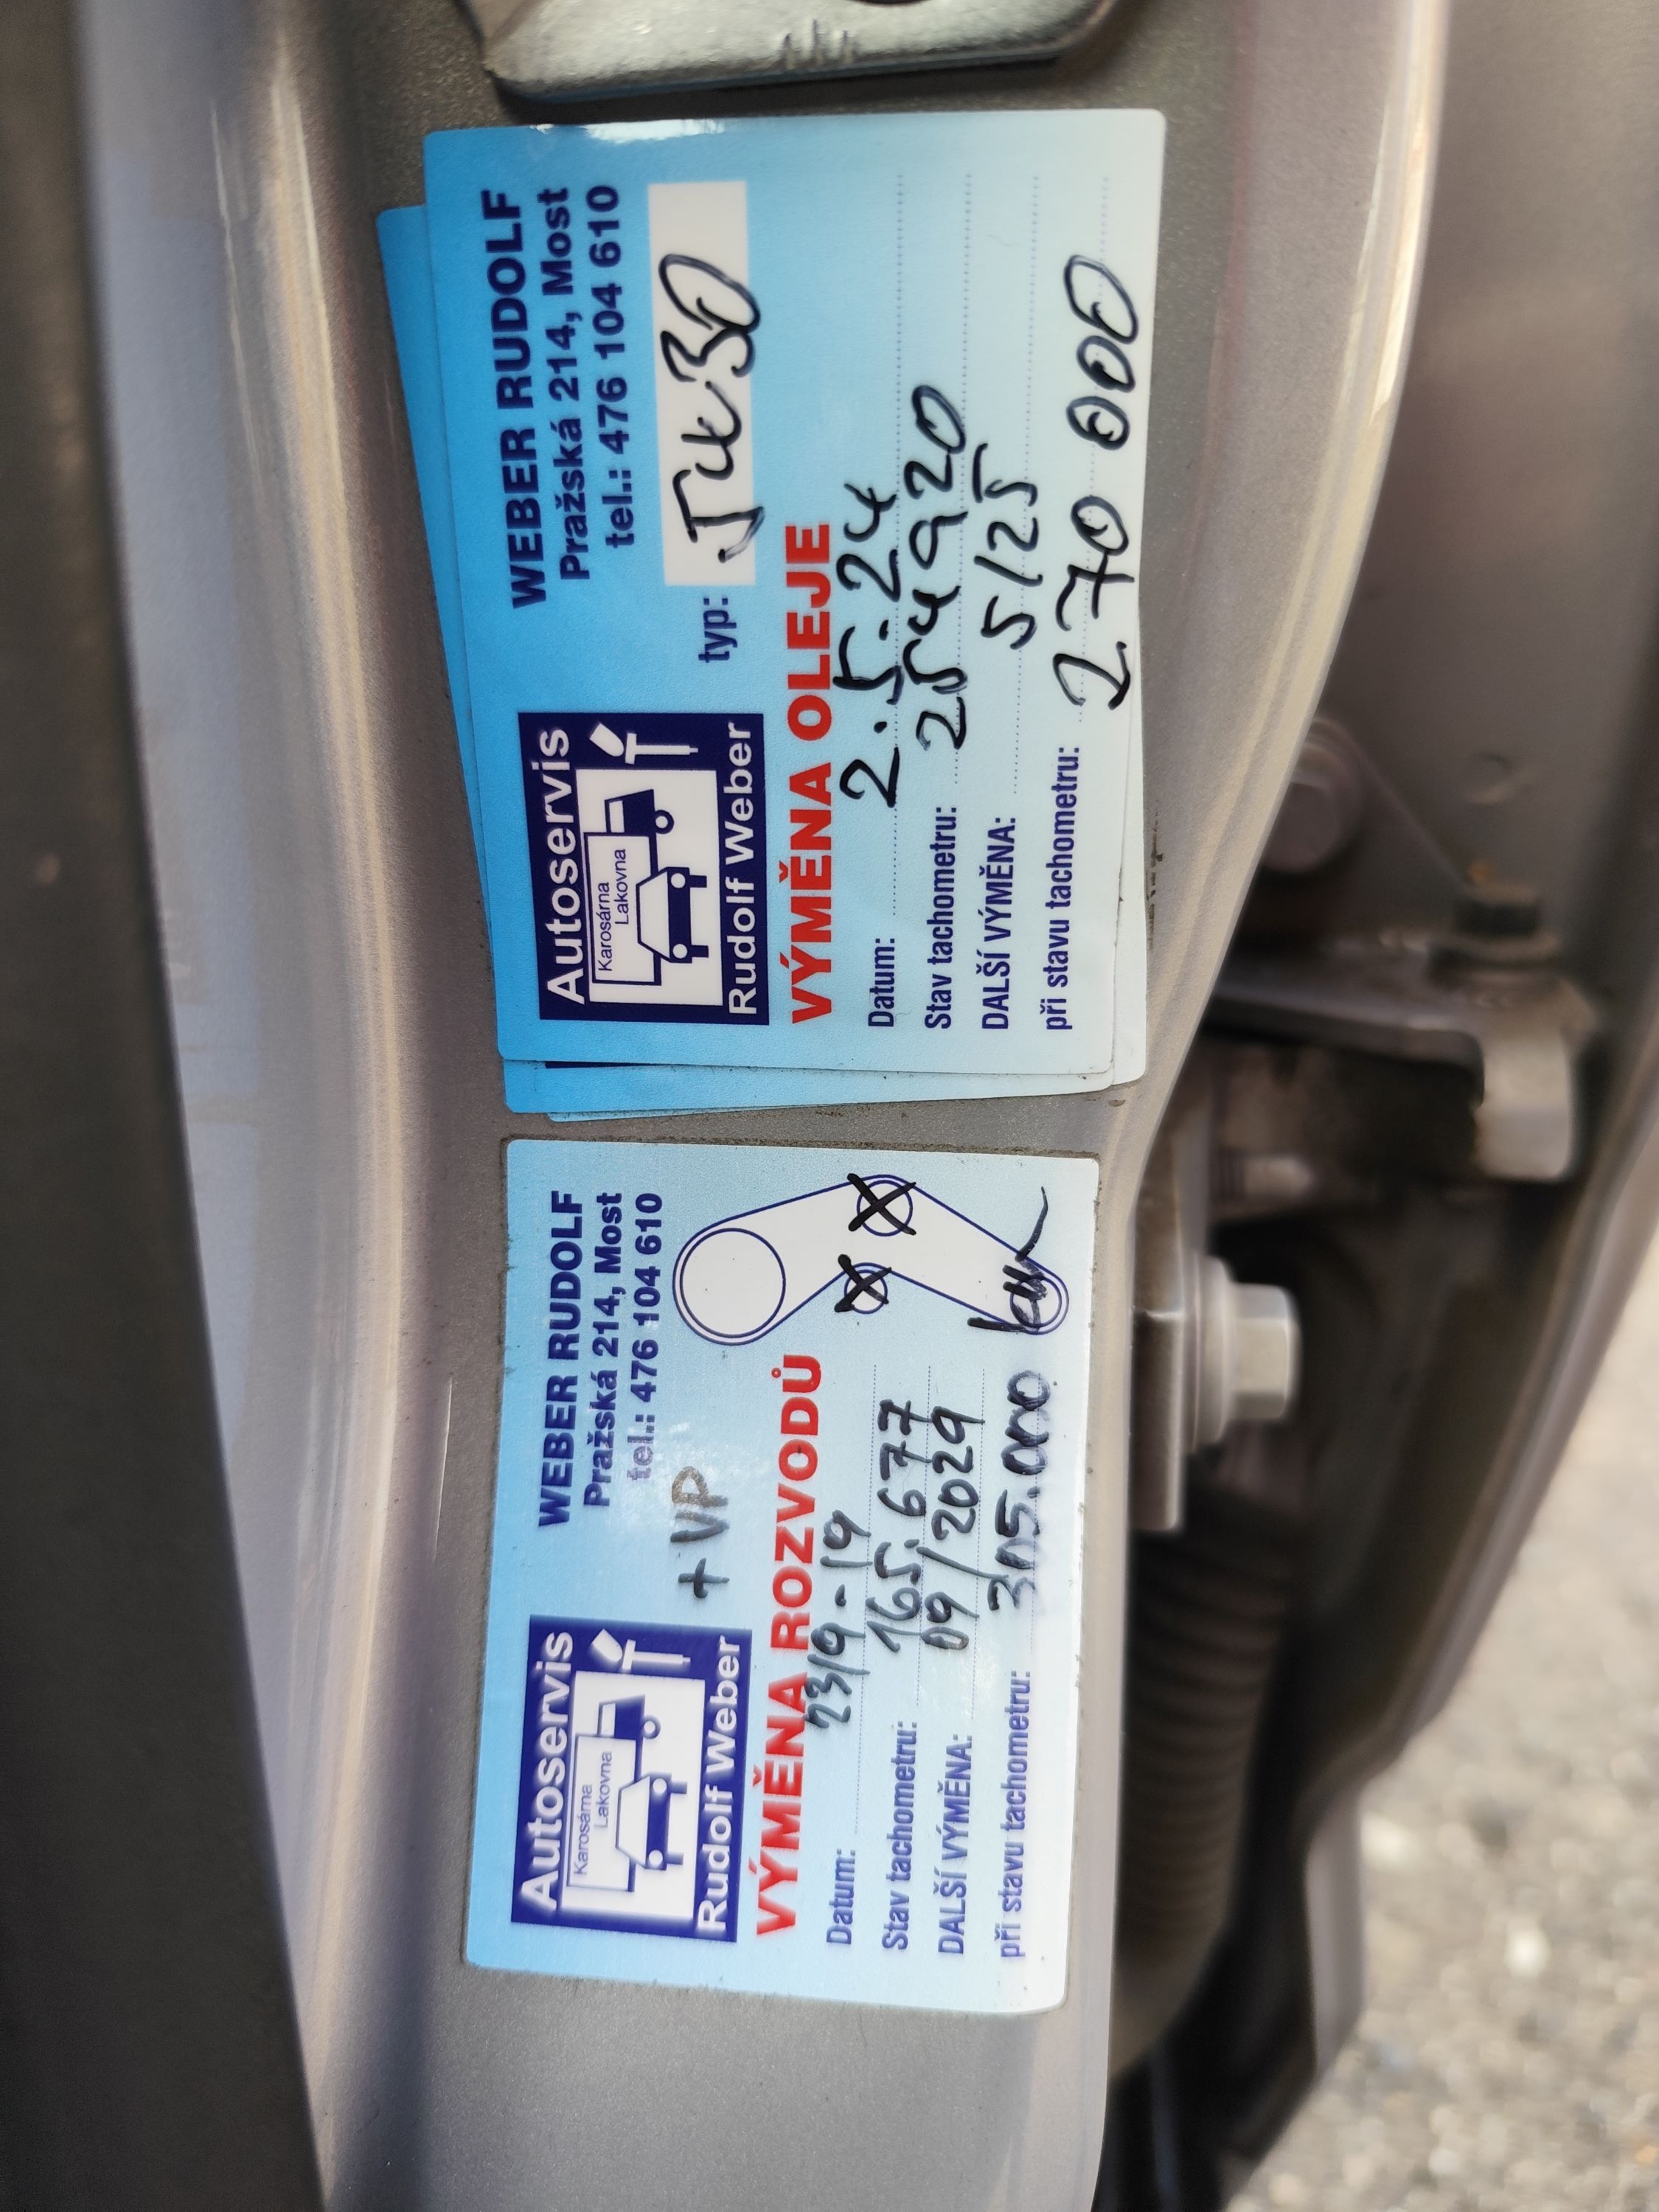 WEBER RUDOLF
Pražská 214, Most
tel.: 476 104 610
Autoservis
Karosárna
Lakovna
Rudolf Weber
+ VP
VÝMĚNA ROZVODŮ
Datum: 23/9-19
Stav tachometru: 165.677
DALŠÍ VÝMĚNA: 09/2029
při stavu tachometru: 305.000 km
WEBER RUDOLF
Pražská 214, Most
tel.: 476 104 610
Autoservis
Karosárna
Lakovna
Rudolf Weber
typ: 5W30
VÝMĚNA OLEJE
Datum: 2.5.24
Stav tachometru: 254920
DALŠÍ VÝMĚNA: 5/25
při stavu tachometru: 270 000